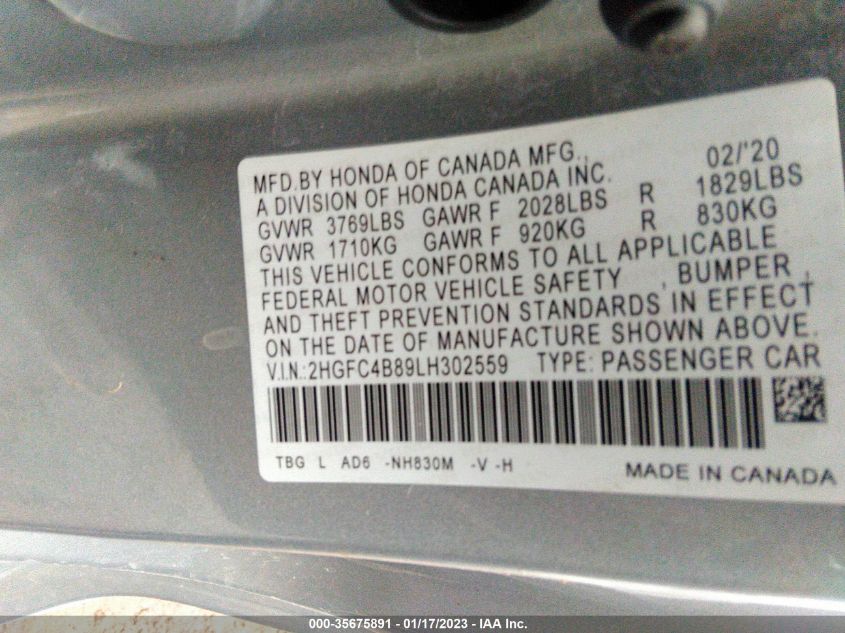 MFD.BY HONDA OF CANADA MFG., 02/'20
A DIVISION OF HONDA CANADA INC.
GVWR 3769LBS GAWR F 2028LBS R 1829LBS
GVWR 1710KG GAWR F 920KG R 830KG
THIS VEHICLE CONFORMS TO ALL APPLICABLE
FEDERAL MOTOR VEHICLE SAFETY , BUMPER ,
AND THEFT PREVENTION STANDARDS IN EFFECT
ON THE DATE OF MANUFACTURE SHOWN ABOVE.
V.I.N.:2HGFC4B89LH302559 TYPE: PASSENGER CAR
TBG L AD6 -NH830M -V -H
MADE IN CANADA
000-35675891 - 01/17/2023 - IAA Inc.